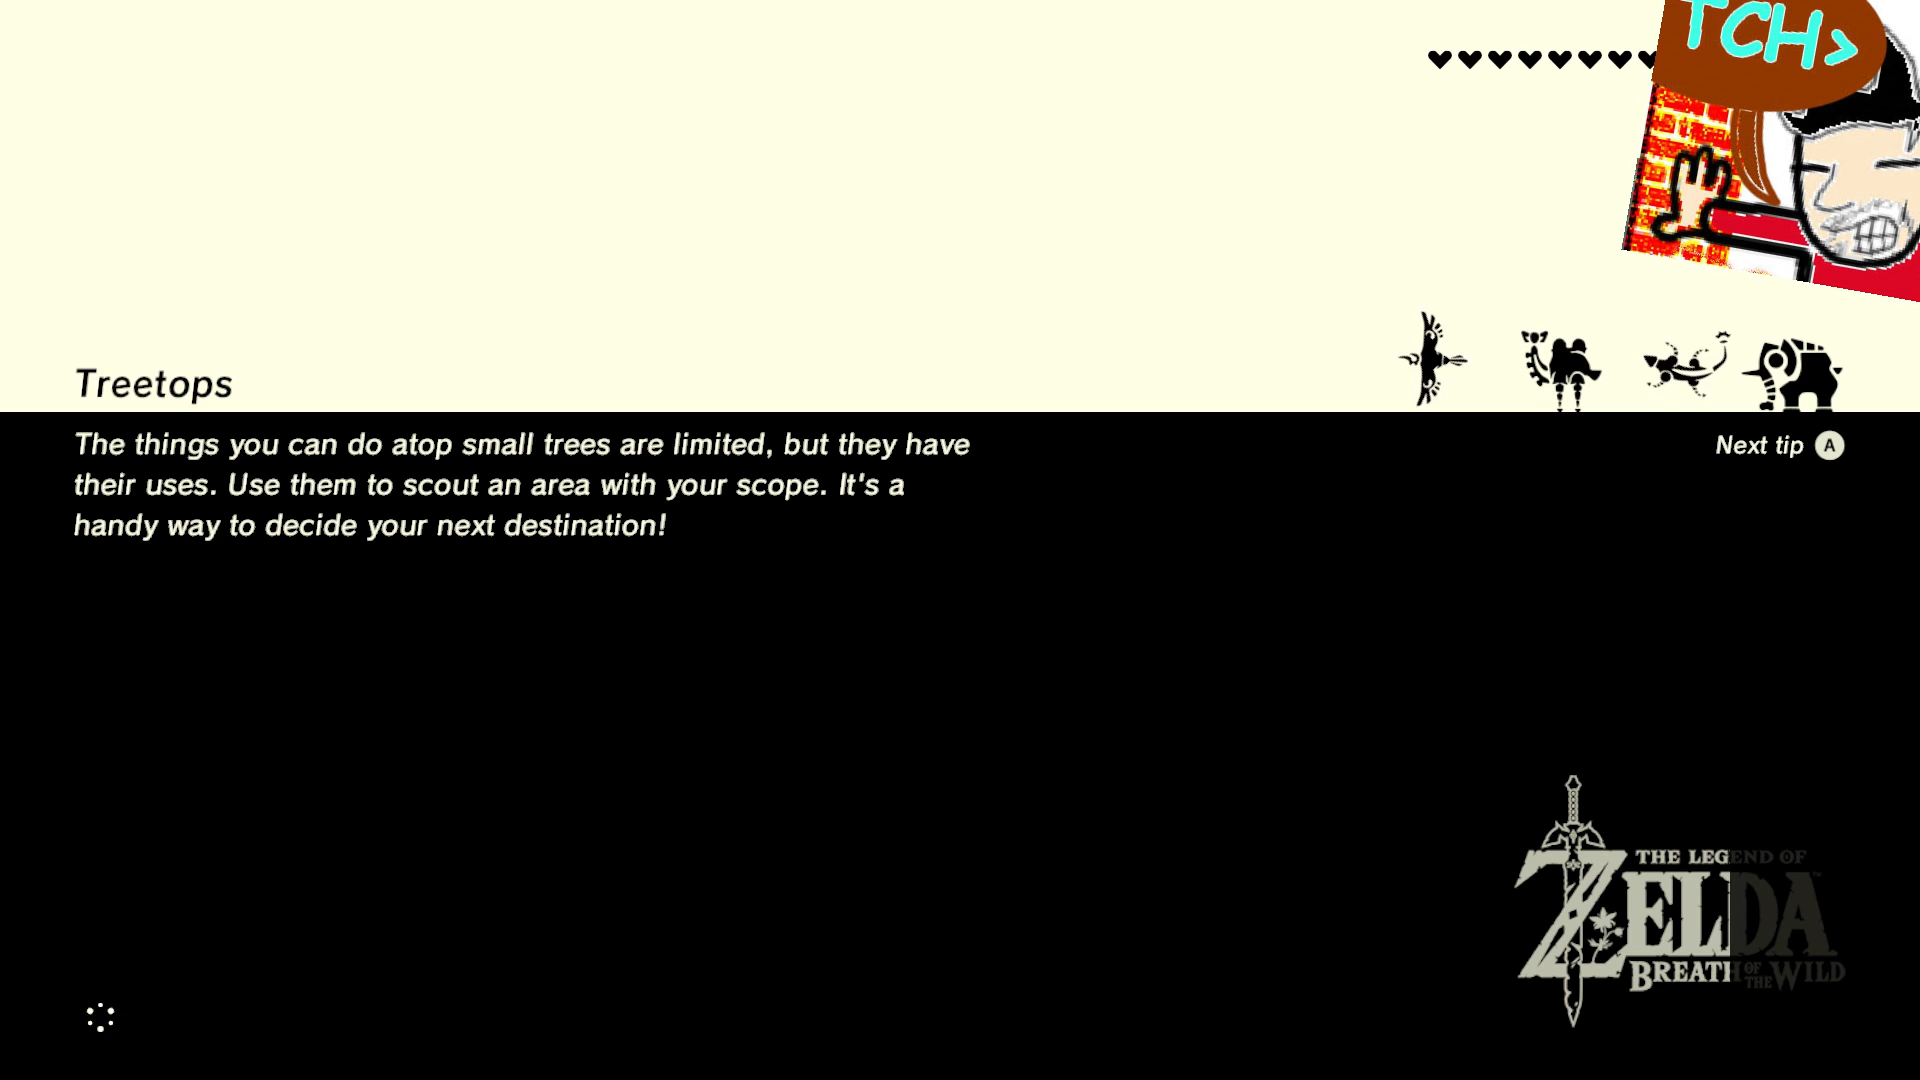 TCH>
Treetops
The things you can do atop small trees are limited, but they have
their uses. Use them to scout an area with your scope. It's a
handy way to decide your next destination!
Next tip A
THE LEGEND OF
ZELDA™
BREATH OF THE WILD